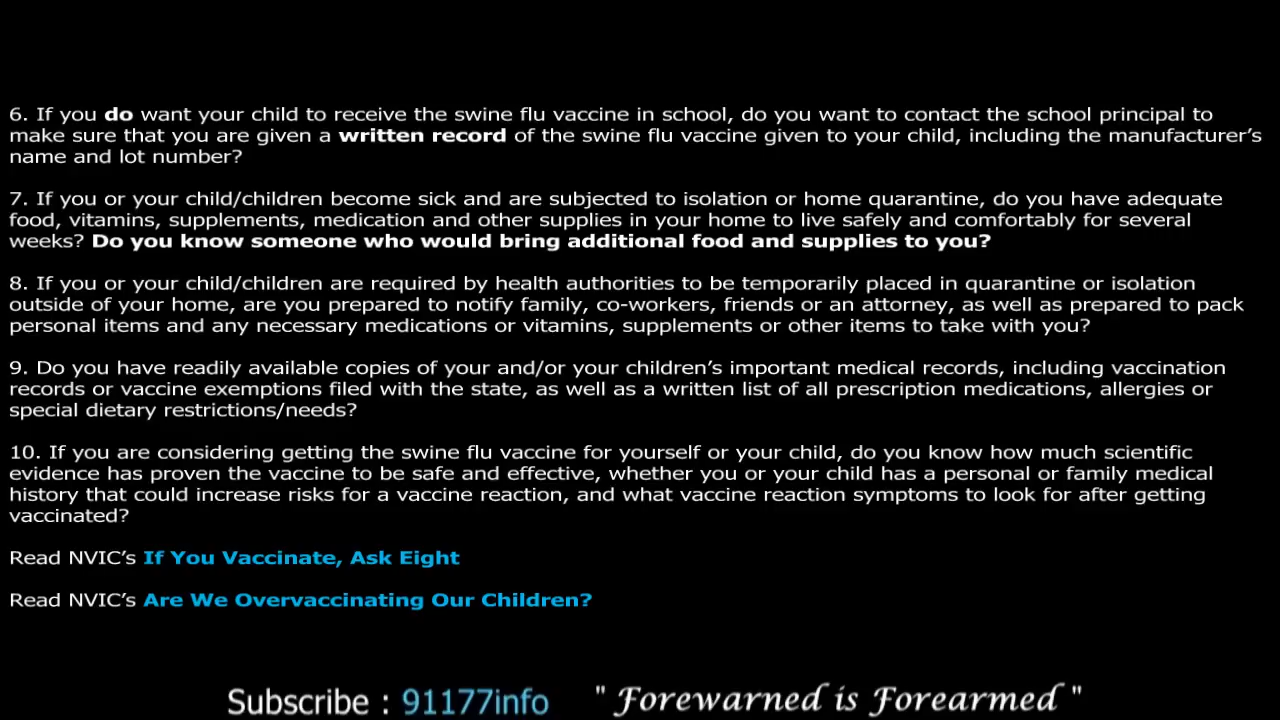 6. If you do want your child to receive the swine flu vaccine in school, do you want to contact the school principal to
make sure that you are given a written record of the swine flu vaccine given to your child, including the manufacturer's
name and lot number?
7. If you or your child/children become sick and are subjected to isolation or home quarantine, do you have adequate
food, vitamins, supplements, medication and other supplies in your home to live safely and comfortably for several
weeks? Do you know someone who would bring additional food and supplies to you?
8. If you or your child/children are required by health authorities to be temporarily placed in quarantine or isolation
outside of your home, are you prepared to notify family, co-workers, friends or an attorney, as well as prepared to pack
personal items and any necessary medications or vitamins, supplements or other items to take with you?
9. Do you have readily available copies of your and/or your children's important medical records, including vaccination
records or vaccine exemptions filed with the state, as well as a written list of all prescription medications, allergies or
special dietary restrictions/needs?
10. If you are considering getting the swine flu vaccine for yourself or your child, do you know how much scientific
evidence has proven the vaccine to be safe and effective, whether you or your child has a personal or family medical
history that could increase risks for a vaccine reaction, and what vaccine reaction symptoms to look for after getting
vaccinated?
Read NVIC's If You Vaccinate, Ask Eight
Read NVIC's Are We Overvaccinating Our Children?
Subscribe : 91177info " Forewarned is Forearmed "